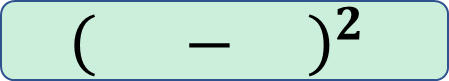 (   −   )²